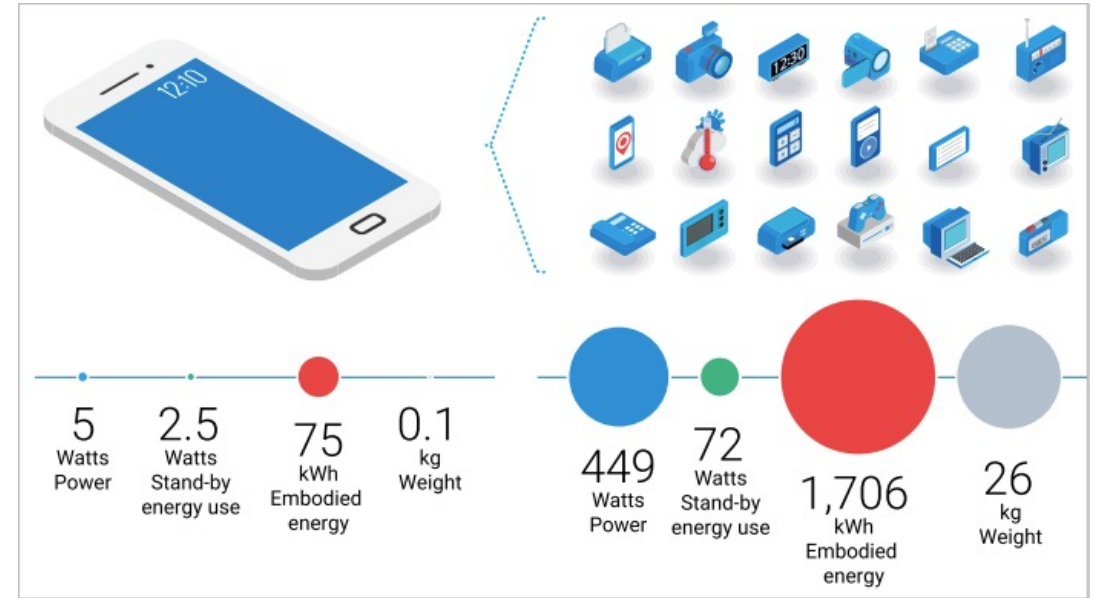 12:10
12:30
5
Watts
Power
2.5
Watts
Stand-by
energy use
75
kWh
Embodied
energy
0.1
kg
Weight
449
Watts
Power
72
Watts
Stand-by
energy use
1,706
kWh
Embodied
energy
26
kg
Weight